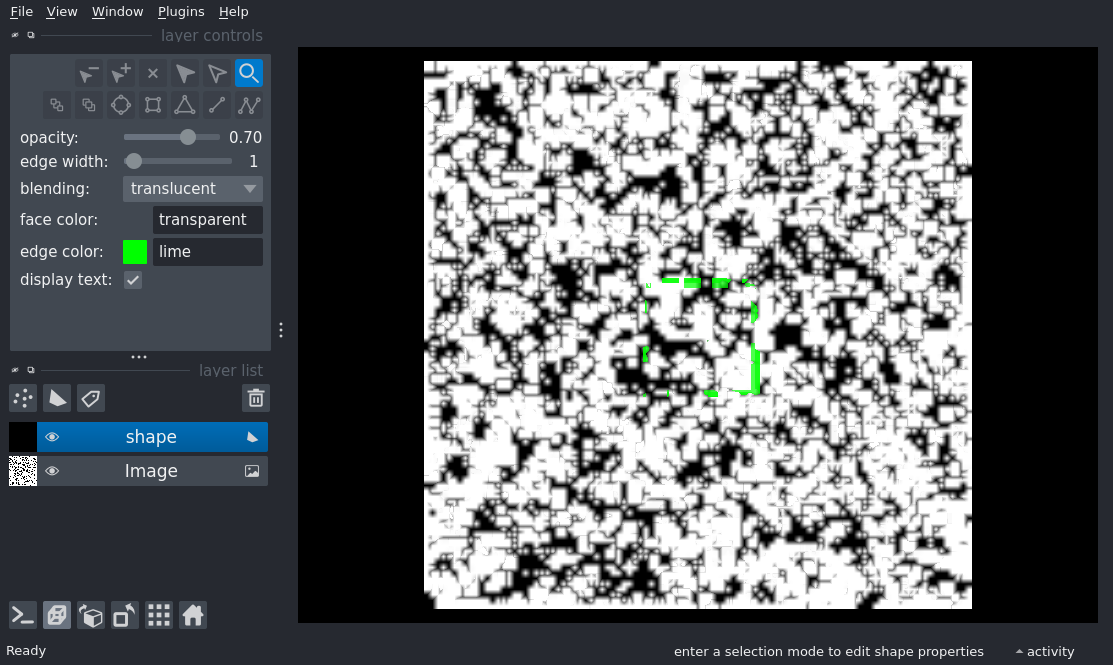 File View Window Plugins Help
layer controls
opacity: 0.70
edge width: 1
blending: translucent
face color: transparent
edge color: lime
display text:
layer list
shape
Image
Ready
enter a selection mode to edit shape properties
activity